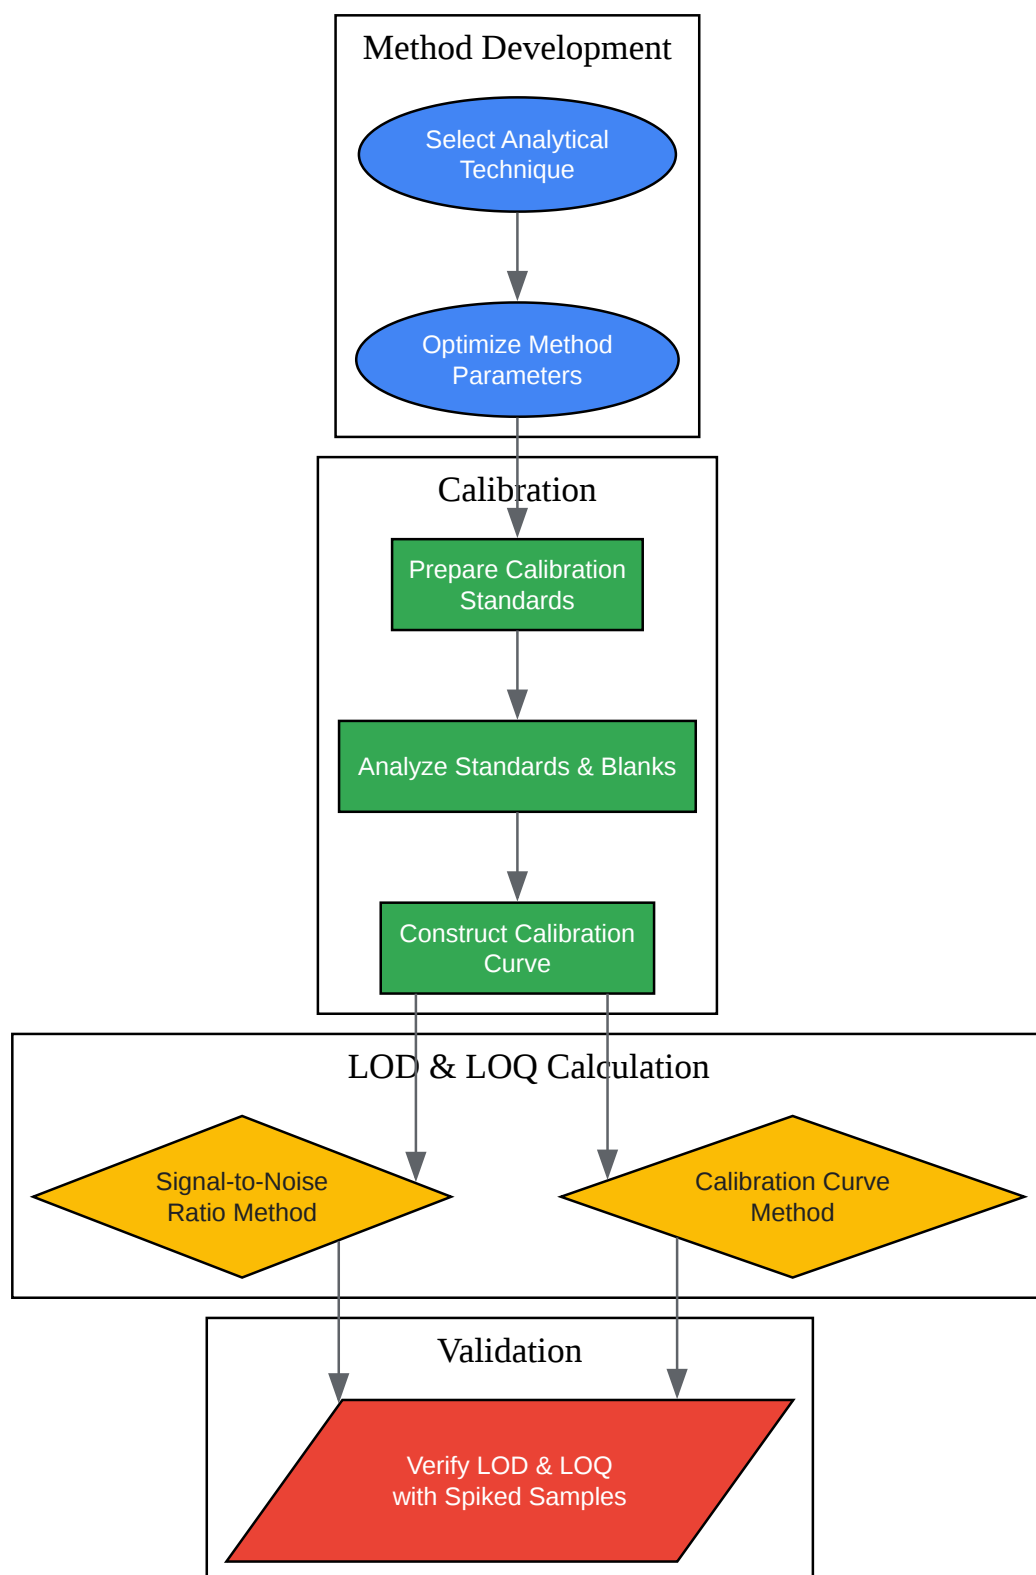 Method Development
Select Analytical
Technique
Optimize Method
Parameters
Calibration
Prepare Calibration
Standards
Analyze Standards & Blanks
Construct Calibration
Curve
LOD & LOQ Calculation
Signal-to-Noise
Ratio Method
Calibration Curve
Method
Validation
Verify LOD & LOQ
with Spiked Samples